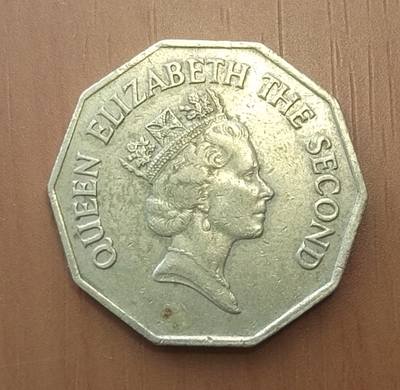 QUEEN ELIZABETH THE SECOND